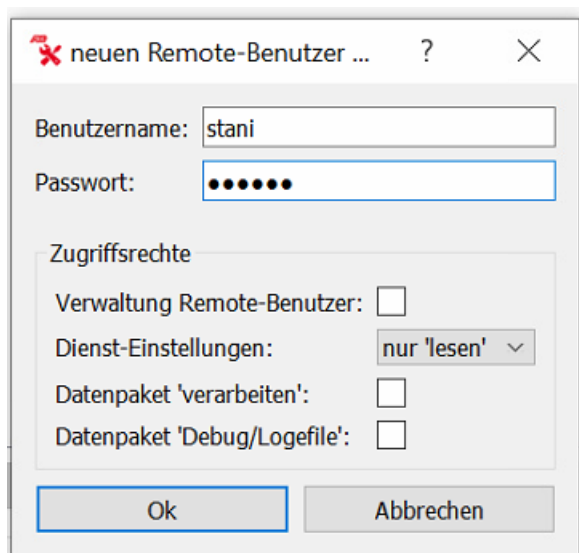 neuen Remote-Benutzer ... ?
Benutzername: stani
Passwort: ●●●●●●
Zugriffsrechte
Verwaltung Remote-Benutzer:
Dienst-Einstellungen: nur 'lesen'
Datenpaket 'verarbeiten':
Datenpaket 'Debug/Logefile':
Ok Abbrechen